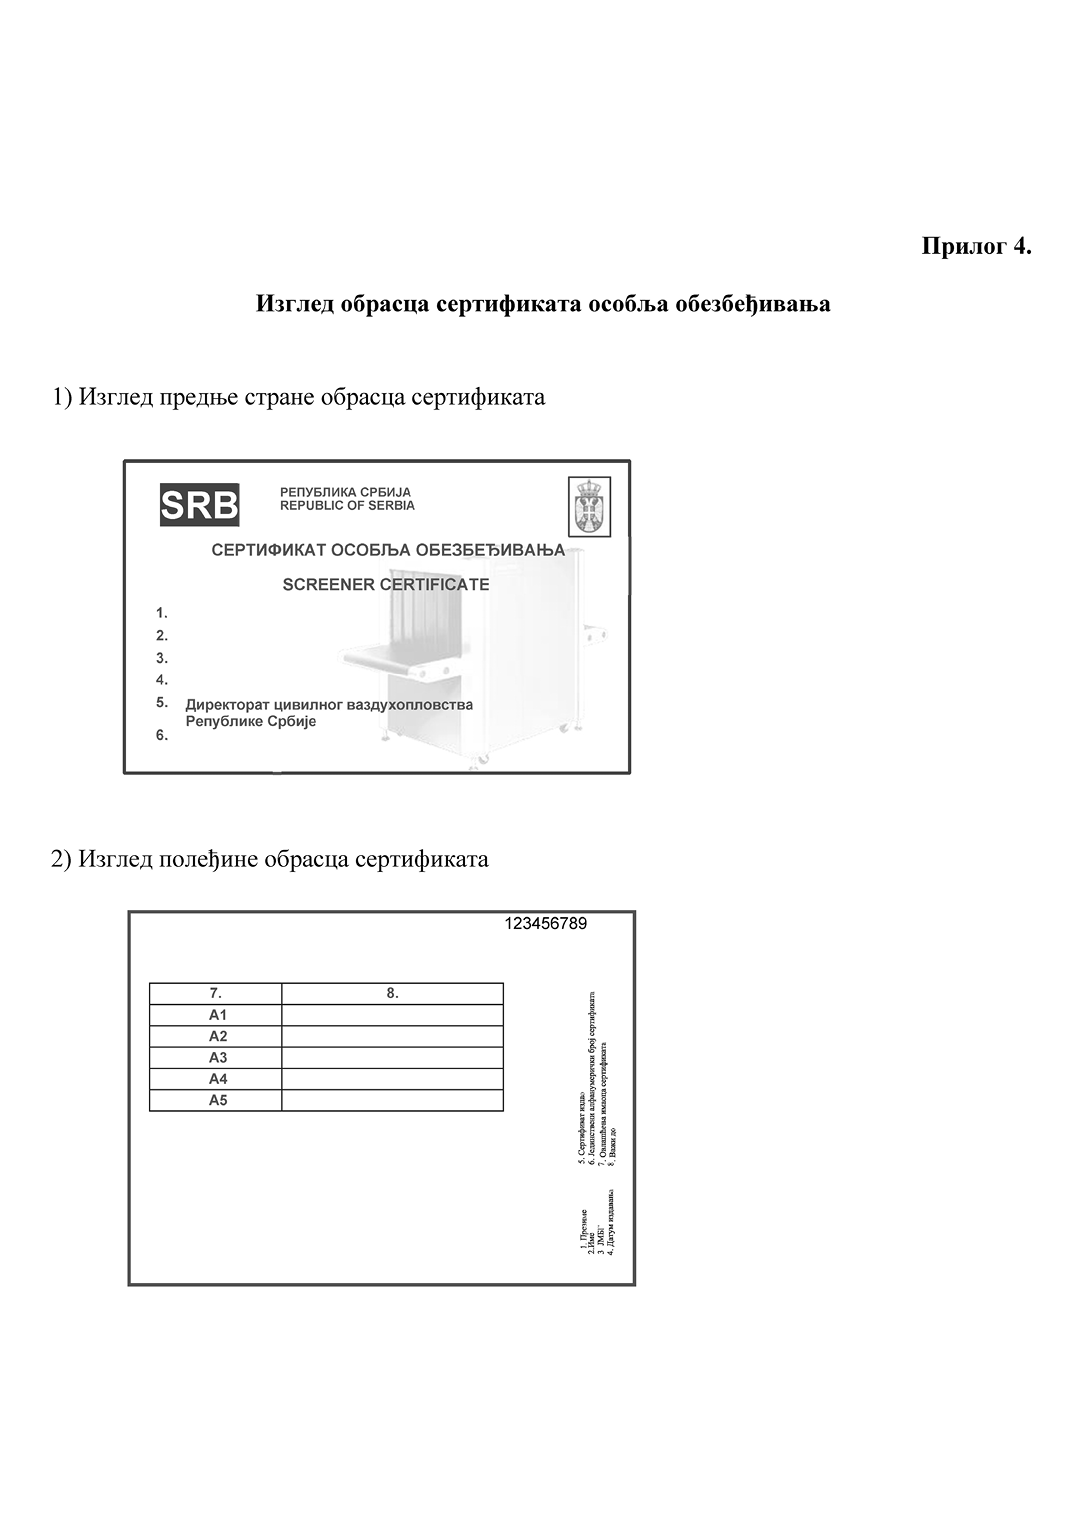 Прилог 4.
Изглед обрасца сертификата особља обезбеђивања
1) Изглед предње стране обрасца сертификата
SRB
РЕПУБЛИКА СРБИЈА
REPUBLIC OF SERBIA
СЕРТИФИКАТ ОСОБЉА ОБЕЗБЕЂИВАЊА
SCREENER CERTIFICATE
1.
2.
3.
4.
5. Директорат цивилног ваздухопловства
Републике Србије
6.
2) Изглед полеђине обрасца сертификата
123456789
7. 8.
A1
A2
A3
A4
A5
1. Презиме
2.Име
3 ЈМБГ
4. Датум издавања
5. Сертификат издао
6. Јединствени алфанумерички број сертификата
7. Овлашћења имаоца сертификата
8. Важи до